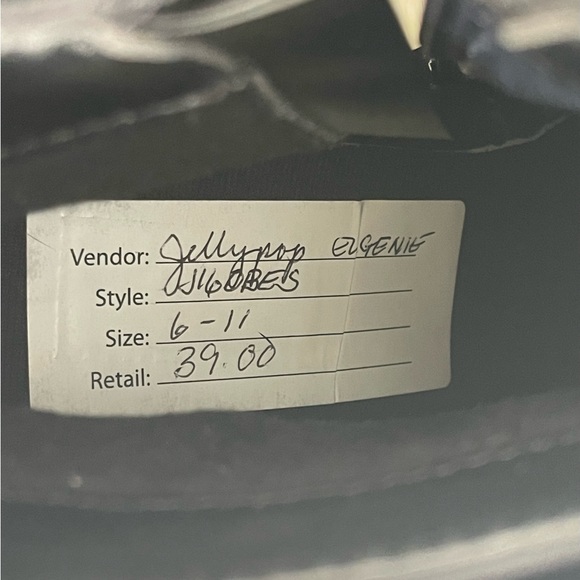 Vendor: Jellypop EUGENIE
Style:
Size: 6-11
Retail: 39.00